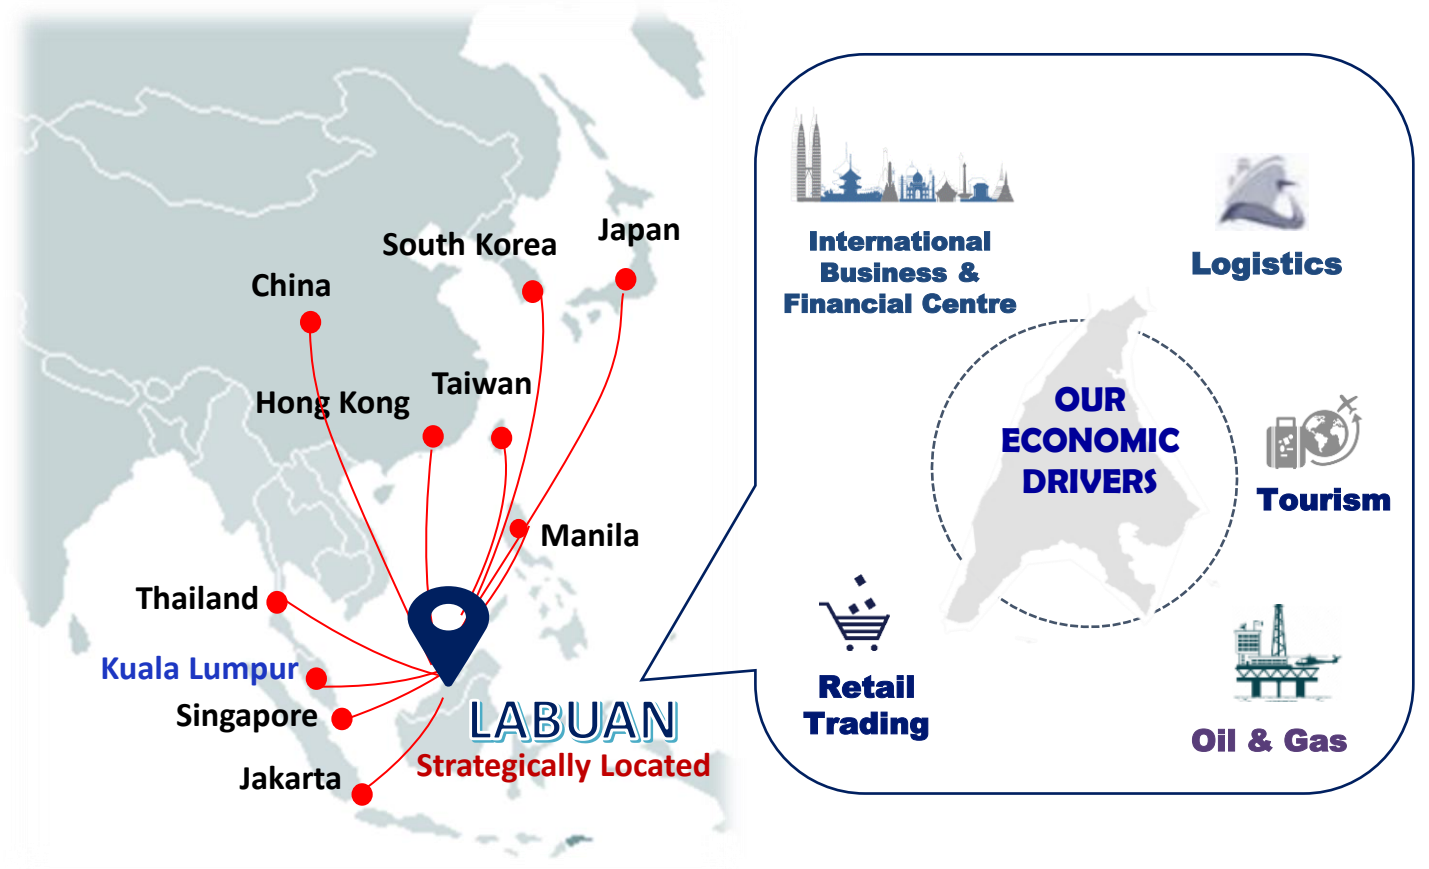 South Korea
Japan
China
Taiwan
Hong Kong
Manila
Thailand
Kuala Lumpur
Singapore
LABUAN
Strategically Located
Jakarta
International
Business &
Financial Centre
Logistics
OUR
ECONOMIC
DRIVERS
Tourism
Retail
Trading
Oil & Gas